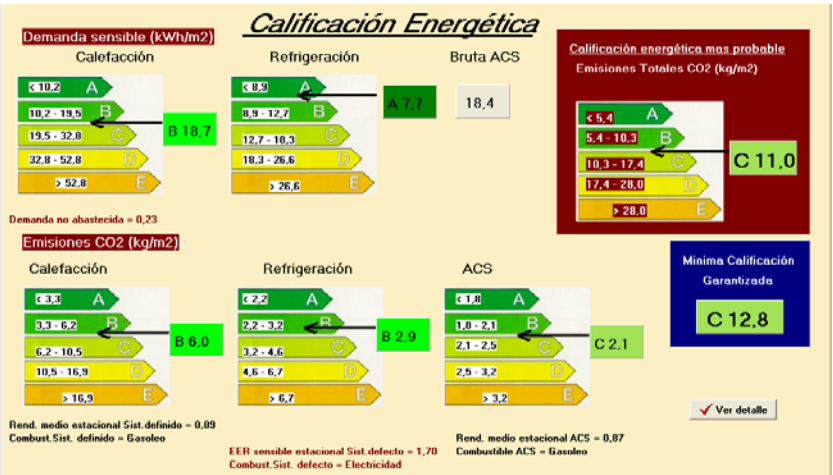 Calificación Energética
Demanda sensible (kWh/m2)
Calefacción
< 10,2 A
10,2 - 19,5 B
19,5 - 32,8 C
32,8 - 52,8 D
> 52,8 E
B 18,7
Demanda no abastecida = 0,23
Refrigeración
< 8,9 A
8,9 - 12,7 B
12,7 - 18,3 C
18,3 - 26,6 D
> 26,6 E
A 7,7
Bruta ACS
18,4
Calificación energética mas probable
Emisiones Totales CO2 (kg/m2)
< 5,4 A
5,4 - 10,3 B
10,3 - 17,4 C
17,4 - 28,0 D
> 28,0 E
C 11,0
Emisiones CO2 (kg/m2)
Calefacción
< 3,3 A
3,3 - 6,2 B
6,2 - 10,5 C
10,5 - 16,9 D
> 16,9 E
B 6,0
Rend. medio estacional Sist.definido = 0,89
Combust.Sist. definido = Gasoleo
Refrigeración
< 2,2 A
2,2 - 3,2 B
3,2 - 4,6 C
4,6 - 6,7 D
> 6,7 E
B 2,9
EER sensible estacional Sist.defecto = 1,70
Combust.Sist. defecto = Electricidad
ACS
< 1,8 A
1,8 - 2,1 B
2,1 - 2,5 C
2,5 - 3,2 D
> 3,2 E
C 2,1
Rend. medio estacional ACS = 0,87
Combustible ACS = Gasoleo
Minima Calificación
Garantizada
C 12,8
Ver detalle